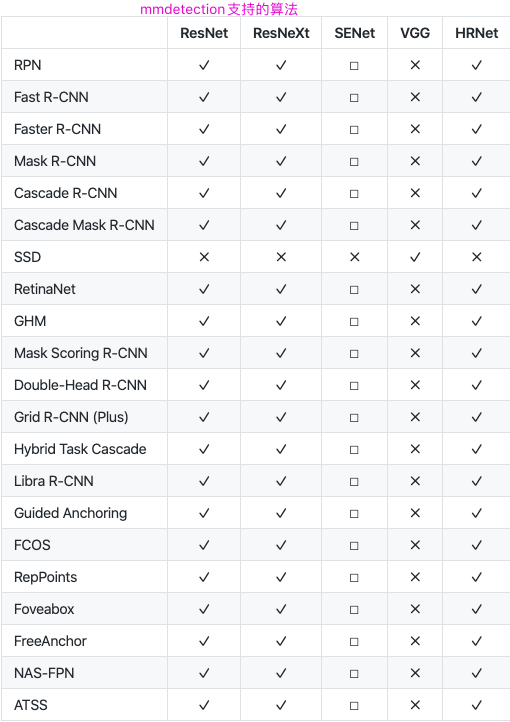 mmdetection支持的算法
ResNet ResNeXt SENet VGG HRNet
RPN ✓ ✓ ☐ ✗ ✓
Fast R-CNN ✓ ✓ ☐ ✗ ✓
Faster R-CNN ✓ ✓ ☐ ✗ ✓
Mask R-CNN ✓ ✓ ☐ ✗ ✓
Cascade R-CNN ✓ ✓ ☐ ✗ ✓
Cascade Mask R-CNN ✓ ✓ ☐ ✗ ✓
SSD ✗ ✗ ✗ ✓ ✗
RetinaNet ✓ ✓ ☐ ✗ ✓
GHM ✓ ✓ ☐ ✗ ✓
Mask Scoring R-CNN ✓ ✓ ☐ ✗ ✓
Double-Head R-CNN ✓ ✓ ☐ ✗ ✓
Grid R-CNN (Plus) ✓ ✓ ☐ ✗ ✓
Hybrid Task Cascade ✓ ✓ ☐ ✗ ✓
Libra R-CNN ✓ ✓ ☐ ✗ ✓
Guided Anchoring ✓ ✓ ☐ ✗ ✓
FCOS ✓ ✓ ☐ ✗ ✓
RepPoints ✓ ✓ ☐ ✗ ✓
Foveabox ✓ ✓ ☐ ✗ ✓
FreeAnchor ✓ ✓ ☐ ✗ ✓
NAS-FPN ✓ ✓ ☐ ✗ ✓
ATSS ✓ ✓ ☐ ✗ ✓